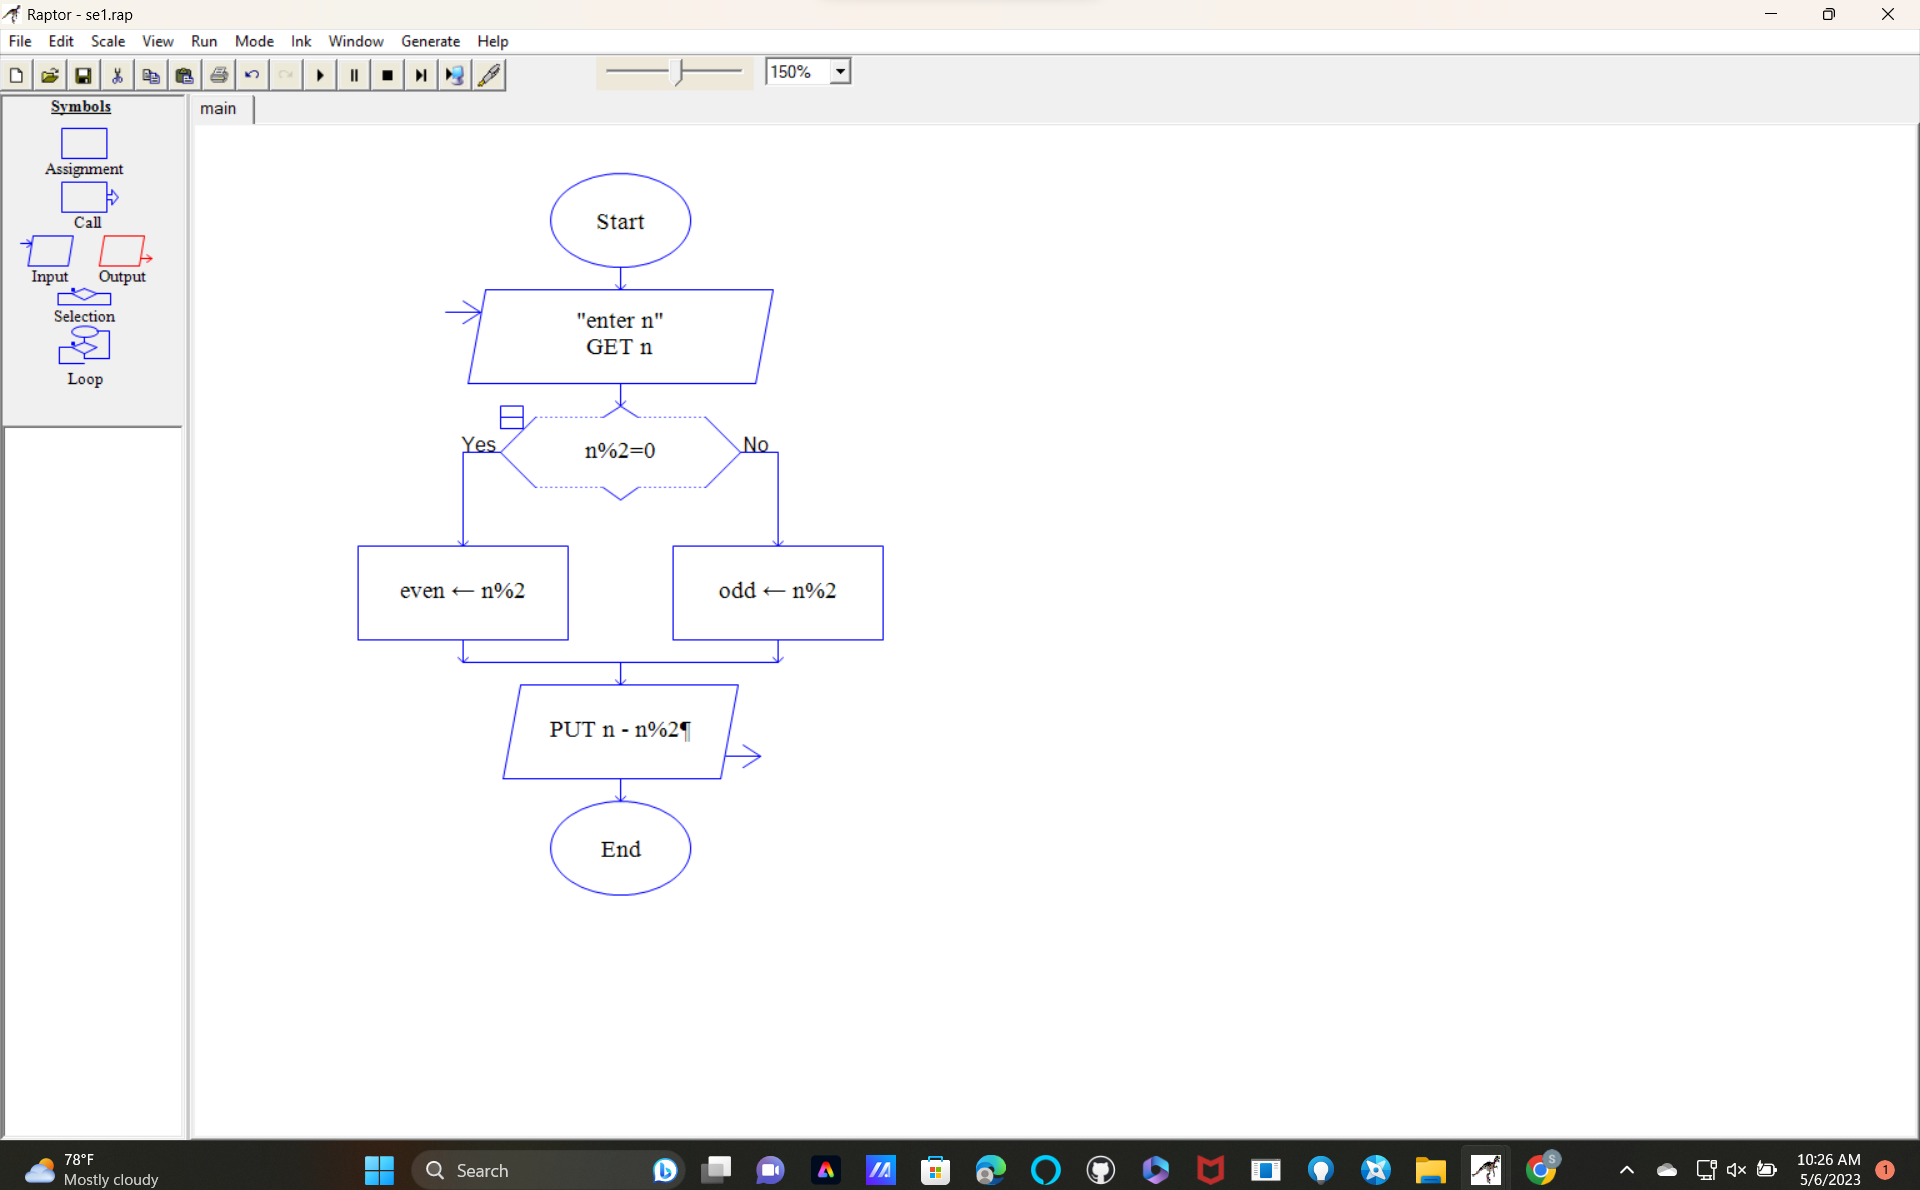 Raptor - se1.rap
File Edit Scale View Run Mode Ink Window Generate Help
150%
Symbols
main
Assignment
Call
Input Output
Selection
Loop
Start
"enter n"
GET n
Yes n%2=0 No
even ← n%2 odd ← n%2
PUT n - n%2¶
End
78°F
Mostly cloudy
Search
S
10:26 AM
5/6/2023
1